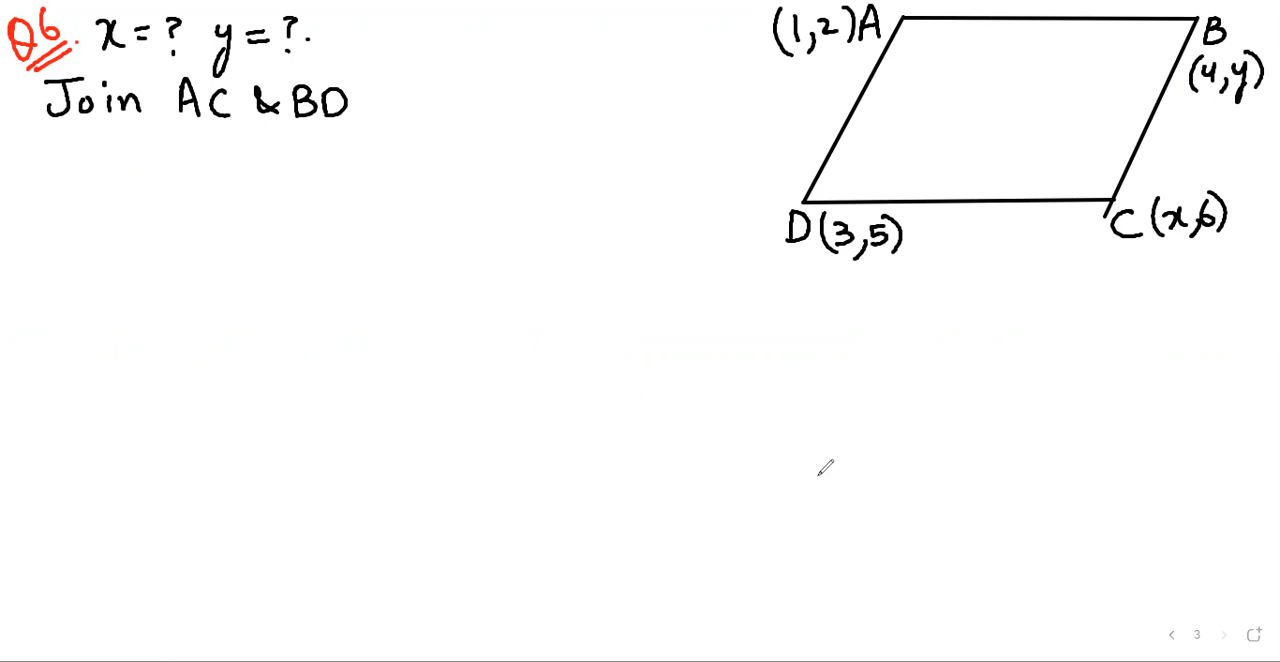 Q6. x=? y=?.
Join AC & BD
(1,2)A
B
(4,y)
D(3,5)
C(x,6)
3